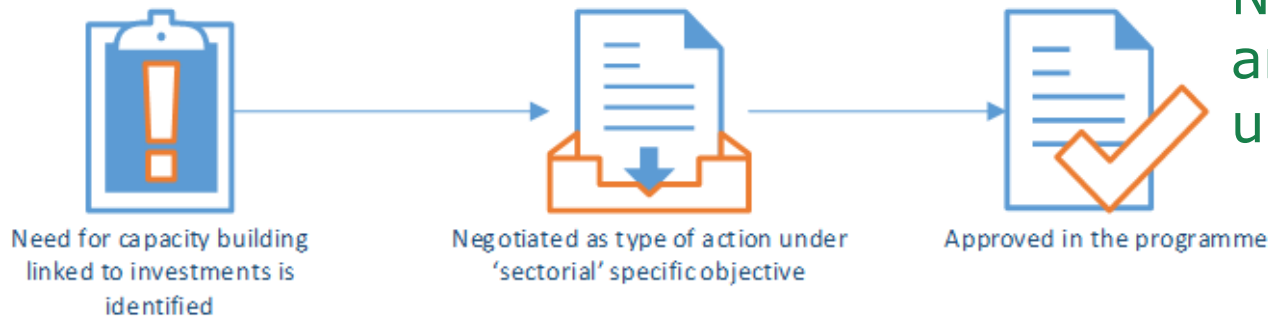 Need for capacity building
linked to investments is
identified
Negotiated as type of action under
‘sectorial’ specific objective
Approved in the programme